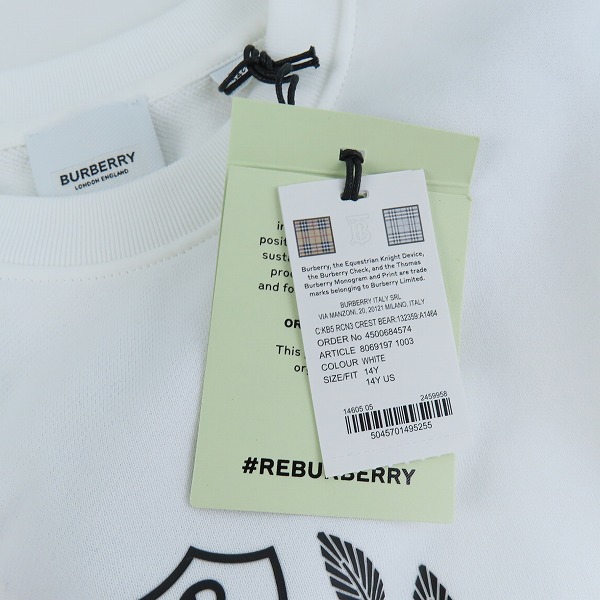 BURBERRY
LONDON ENGLAND
in
posit
sust
pro
and fo
OR
This
or
Burberry, the Equestrian Knight Device,
the Burberry Check, and the Thomas
Burberry Monogram and Print are trade
marks belonging to Burberry Limited.
BURBERRY ITALY SRL
VIA MANZONI, 20, 20121 MILANO, ITALY
C:KB5 RCN3 CREST BEAR:132359:A1464
ORDER No 4500684574
ARTICLE 8069197 1003
COLOUR WHITE
SIZE/FIT 14Y
14Y US
14605 05 2459958
5045701495255
#REBURBERRY